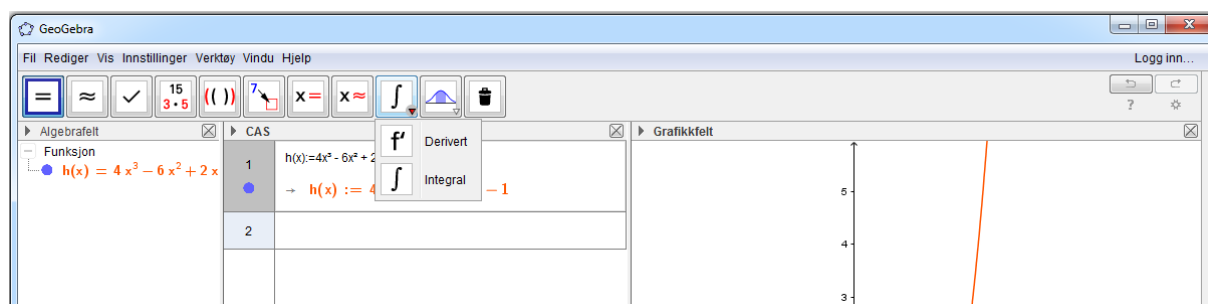 GeoGebra
Fil Rediger Vis Innstillinger Verktøy Vindu Hjelp Logg inn...
= ≈ ✓ 15 3·5 (( )) 7 x= x≈ ∫
?
Algebrafelt
CAS
Grafikkfelt
Funksjon
h(x) = 4 x³ − 6 x² + 2 x
1
h(x):=4x³ - 6x² + 2
→ h(x) := 4
− 1
f′ Derivert
∫ Integral
2
5
4
3